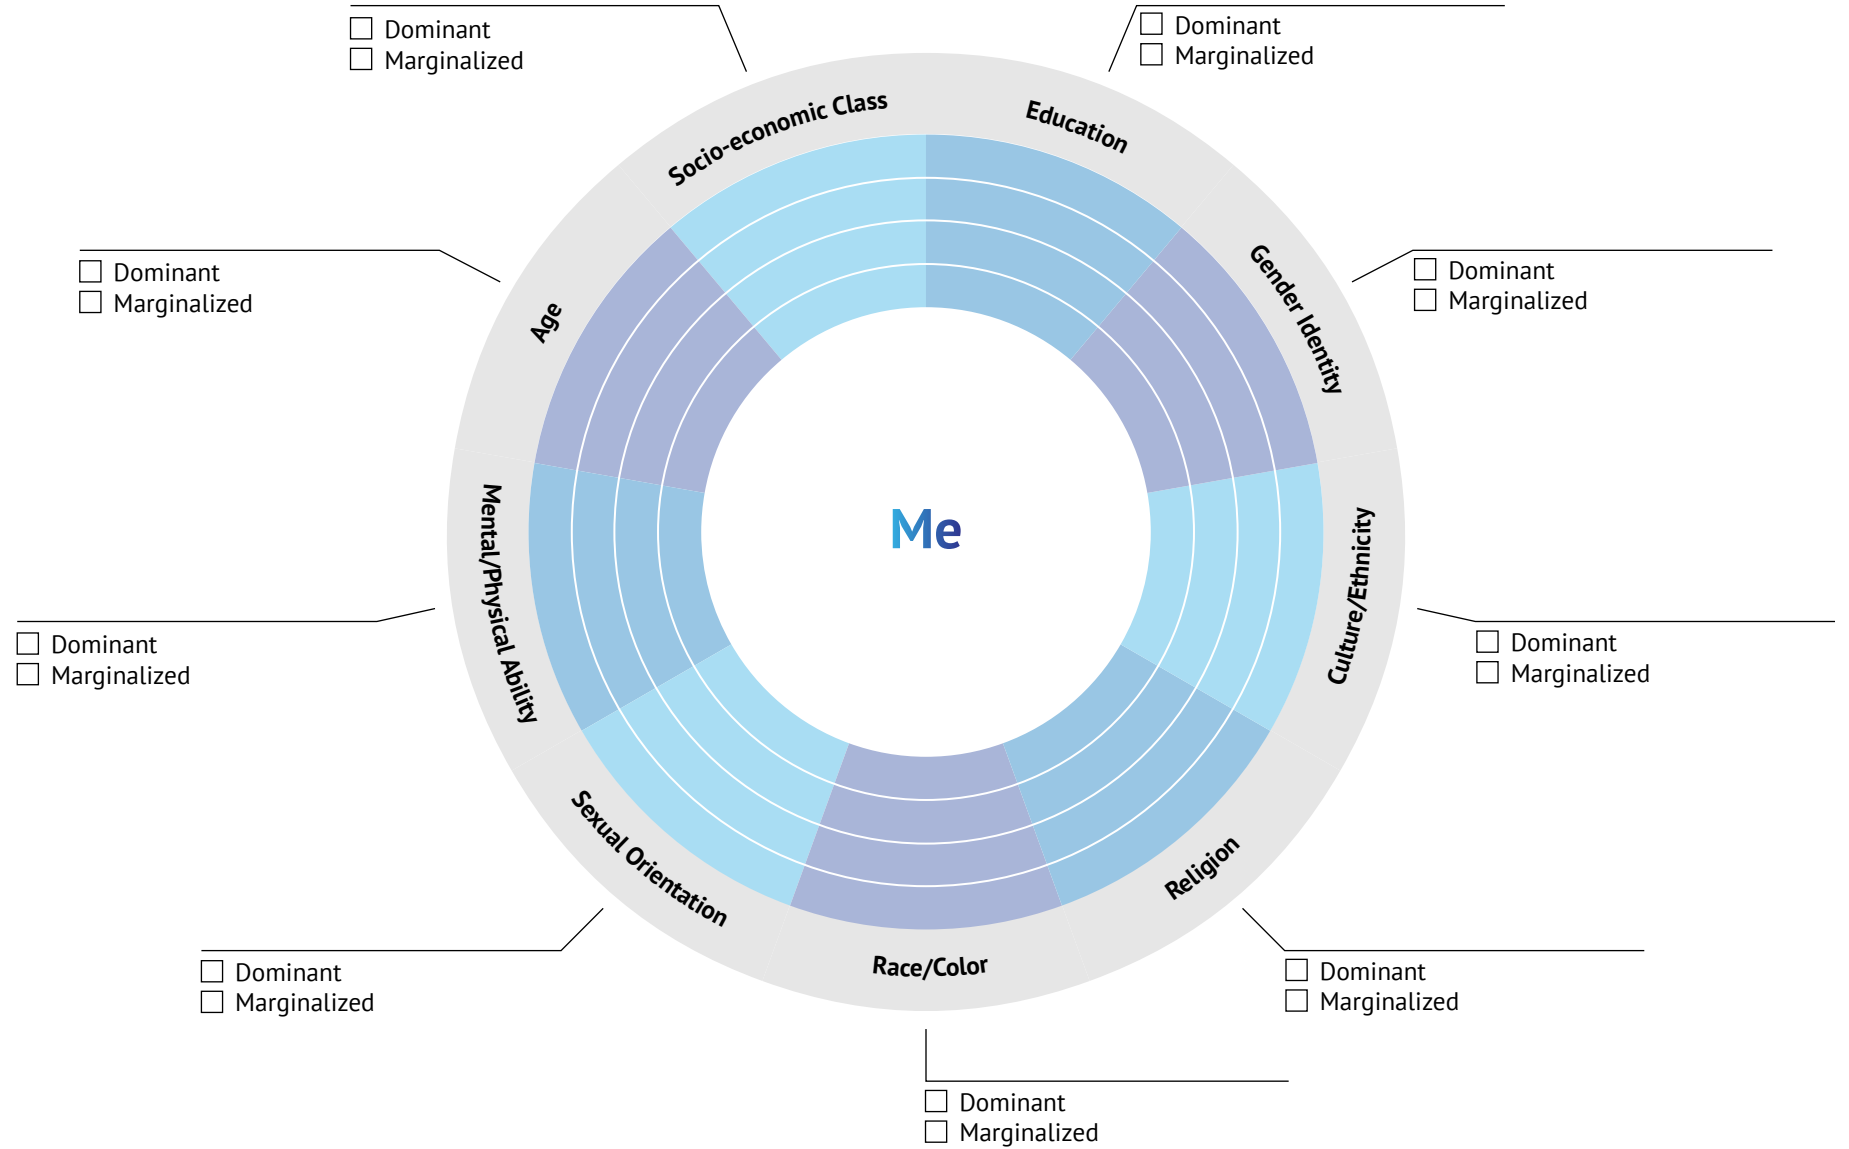 Dominant
Marginalized
Dominant
Marginalized
Socio-economic Class
Education
Dominant
Marginalized
Age
Gender Identity
Dominant
Marginalized
Me
Mental/Physical Ability
Culture/Ethnicity
Dominant
Marginalized
Dominant
Marginalized
Sexual Orientation
Religion
Race/Color
Dominant
Marginalized
Dominant
Marginalized
Dominant
Marginalized